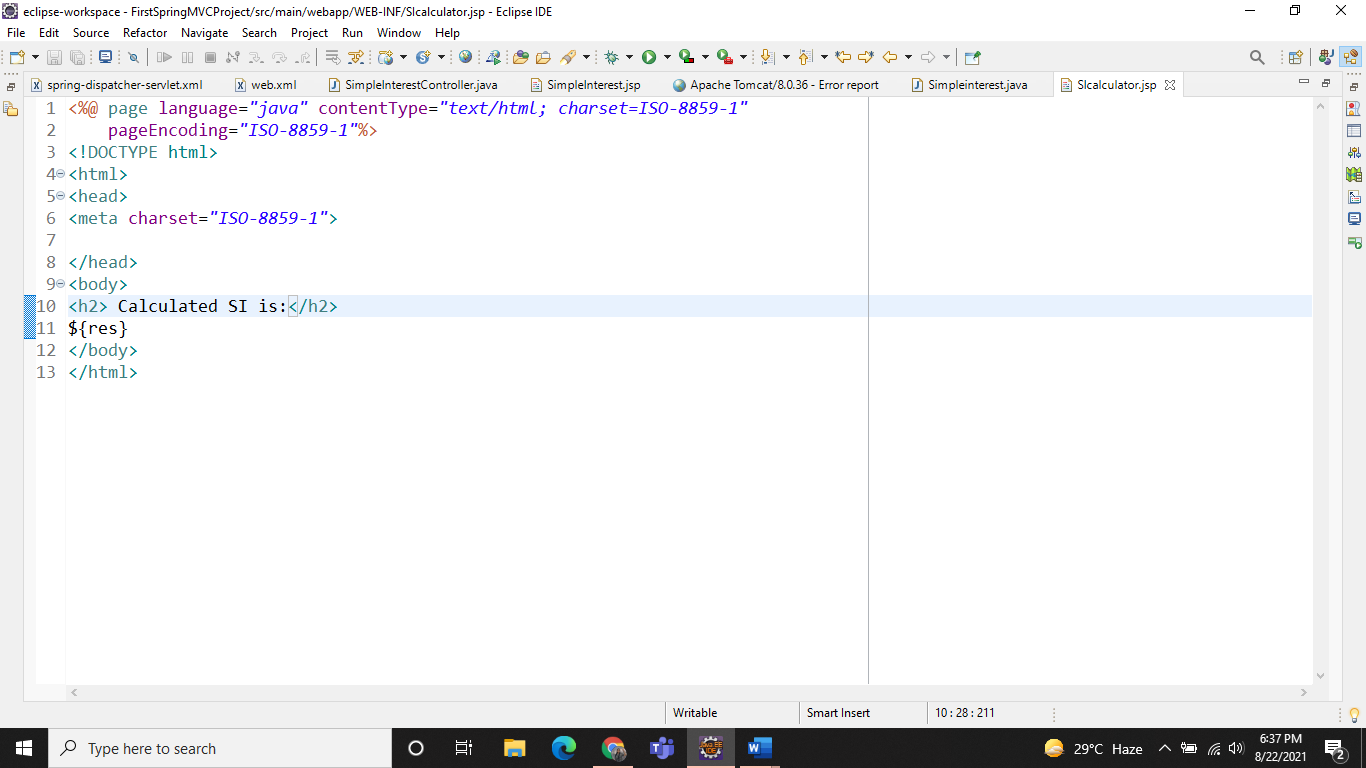 eclipse-workspace - FirstSpringMVCProject/src/main/webapp/WEB-INF/SIcalculator.jsp - Eclipse IDE
File Edit Source Refactor Navigate Search Project Run Window Help
spring-dispatcher-servlet.xml web.xml SimpleInterestController.java SimpleInterest.jsp Apache Tomcat/8.0.36 - Error report Simpleinterest.java SIcalculator.jsp
1 <%@ page language="java" contentType="text/html; charset=ISO-8859-1"
2 pageEncoding="ISO-8859-1"%>
3 <!DOCTYPE html>
4 <html>
5 <head>
6 <meta charset="ISO-8859-1">
7
8 </head>
9 <body>
10 <h2> Calculated SI is:</h2>
11 ${res}
12 </body>
13 </html>
Writable Smart Insert 10 : 28 : 211
Type here to search 29°C Haze 6:37 PM
8/22/2021 2